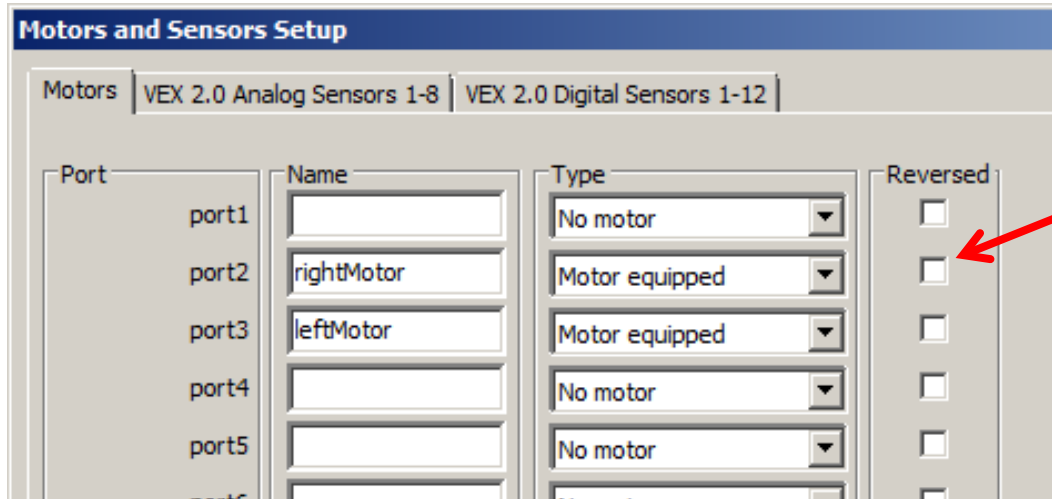 Motors and Sensors Setup
Motors VEX 2.0 Analog Sensors 1-8 VEX 2.0 Digital Sensors 1-12
Port Name Type Reversed
port1 No motor
port2 rightMotor Motor equipped
port3 leftMotor Motor equipped
port4 No motor
port5 No motor